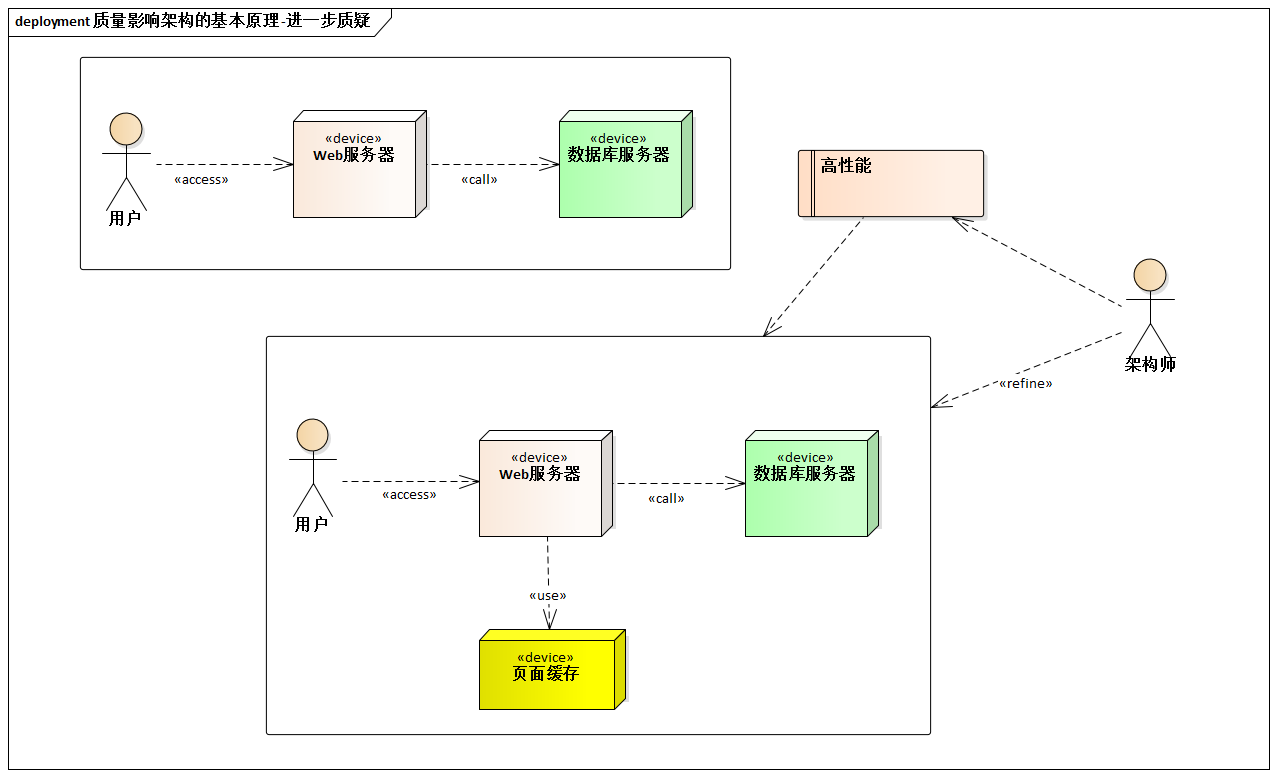 deployment 质量影响架构的基本原理-进一步质疑
«device»
Web服务器
«device»
数据库服务器
«access»
«call»
用户
高性能
架构师
«refine»
«device»
Web服务器
«device»
数据库服务器
«access»
«call»
用户
«use»
«device»
页面缓存